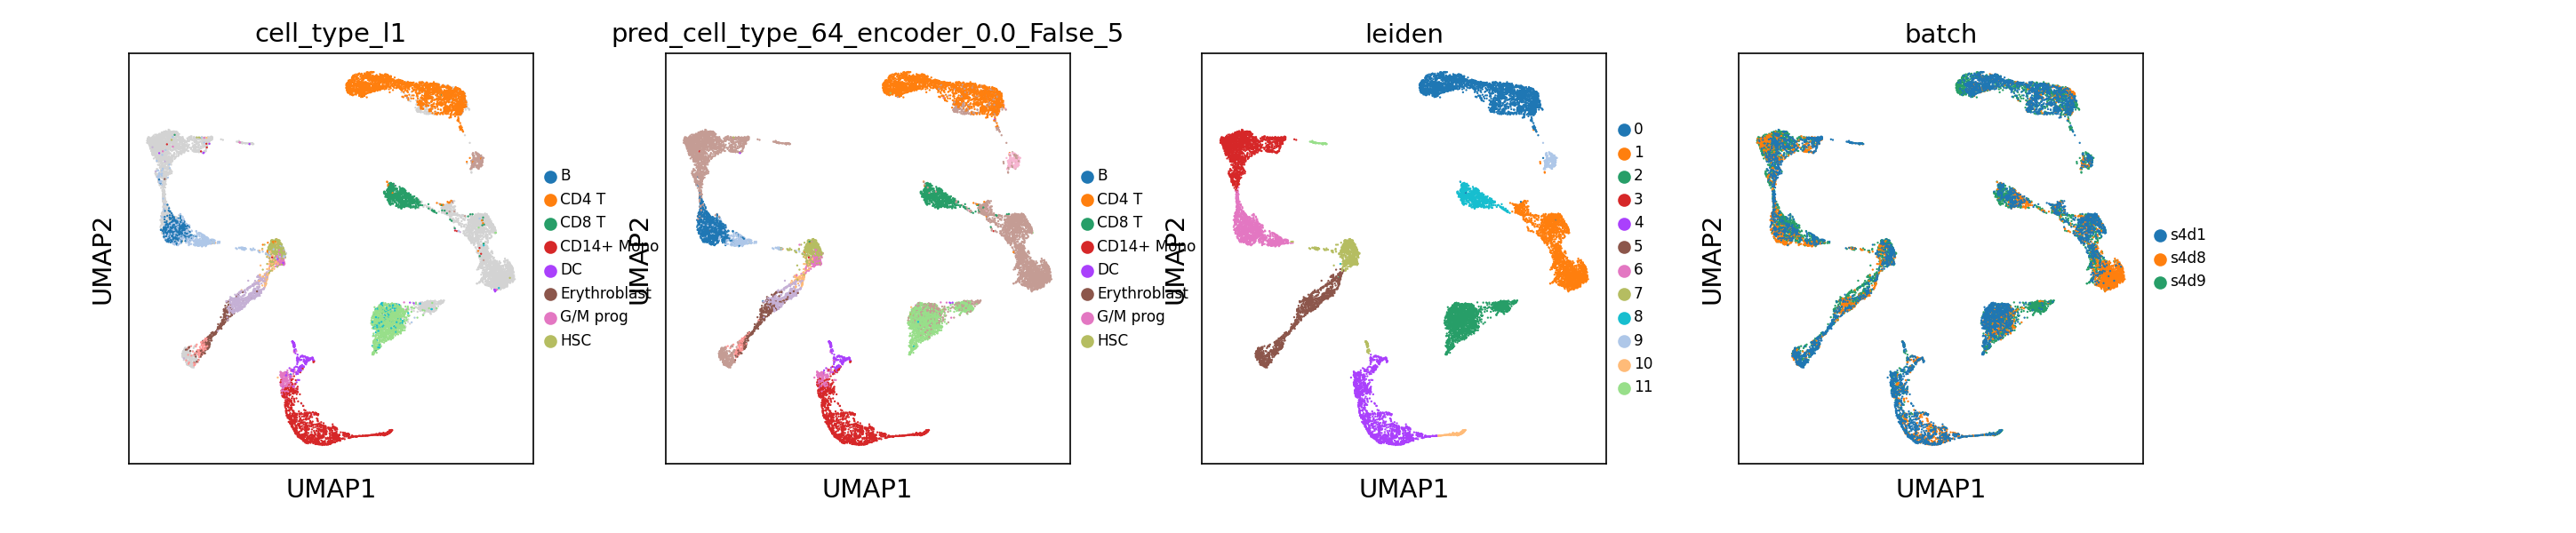 cell_type_l1
UMAP2
UMAP1
B
CD4 T
CD8 T
CD14+ Mono
DC
Erythroblast
G/M prog
HSC
pred_cell_type_64_encoder_0.0_False_5
UMAP2
UMAP1
B
CD4 T
CD8 T
CD14+ Mono
DC
Erythroblast
G/M prog
HSC
leiden
UMAP2
UMAP1
0
1
2
3
4
5
6
7
8
9
10
11
batch
UMAP2
UMAP1
s4d1
s4d8
s4d9